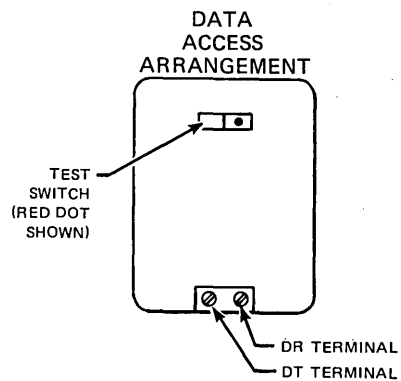 DATA
ACCESS
ARRANGEMENT
TEST
SWITCH
(RED DOT
SHOWN)
DR TERMINAL
DT TERMINAL